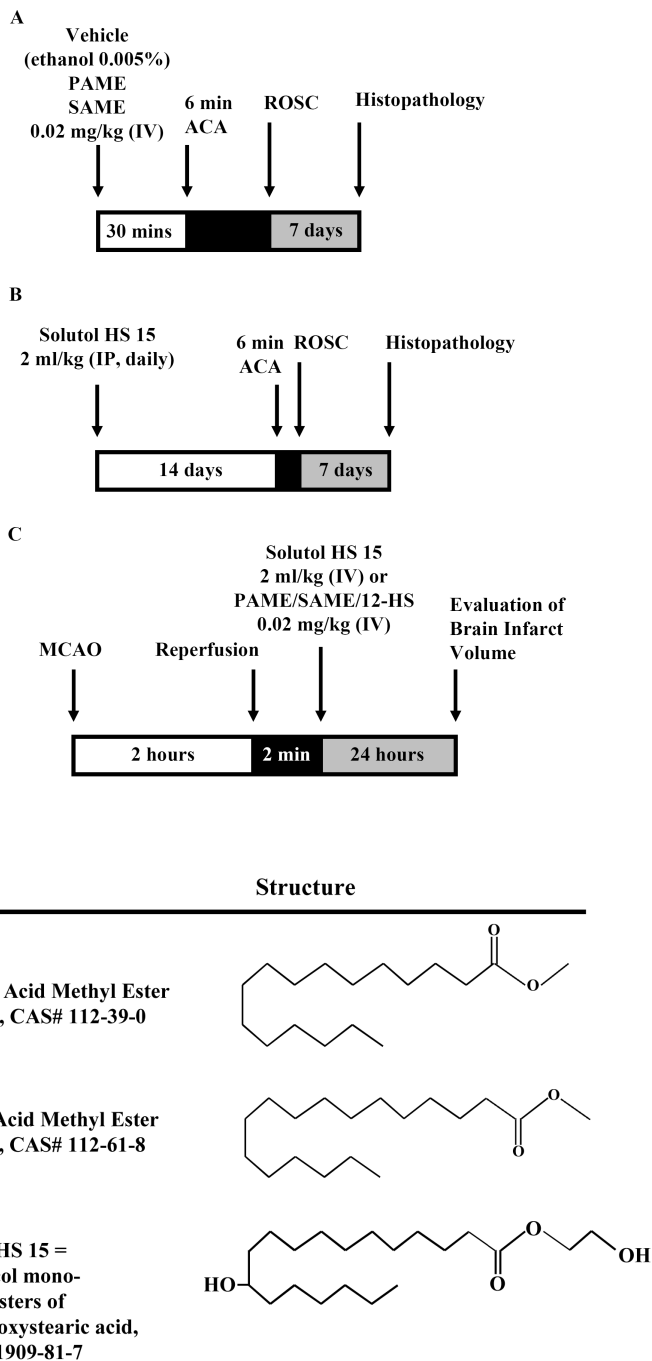 A
Vehicle
(ethanol 0.005%)
PAME
SAME
0.02 mg/kg (IV)
6 min
ACA
ROSC
Histopathology
30 mins
7 days
B
Solutol HS 15
2 ml/kg (IP, daily)
6 min
ACA
ROSC
Histopathology
14 days
7 days
C
Solutol HS 15
2 ml/kg (IV) or
PAME/SAME/12-HS
0.02 mg/kg (IV)
MCAO
Reperfusion
Evaluation of
Brain Infarct
Volume
2 hours
2 min
24 hours
Structure
Acid Methyl Ester
, CAS# 112-39-0
O
O
Acid Methyl Ester
, CAS# 112-61-8
O
O
HS 15 =
col mono-
sters of
oxystearic acid,
1909-81-7
HO
O
O
OH